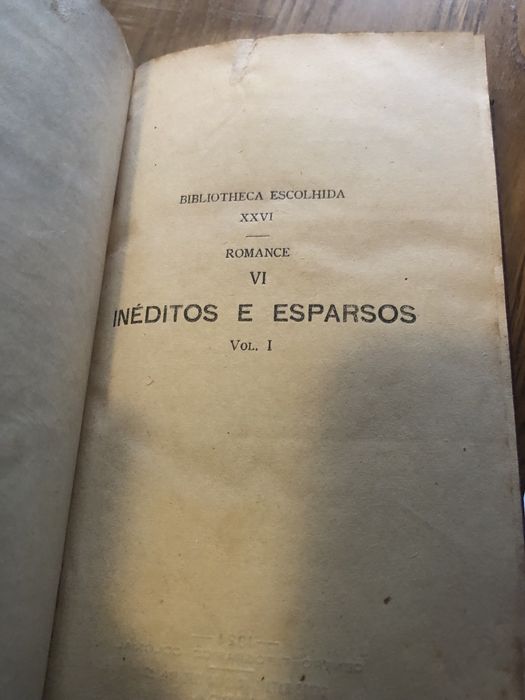 BIBLIOTHECA ESCOLHIDA
XXVI
ROMANCE
VI
INÉDITOS E ESPARSOS
VOL. I